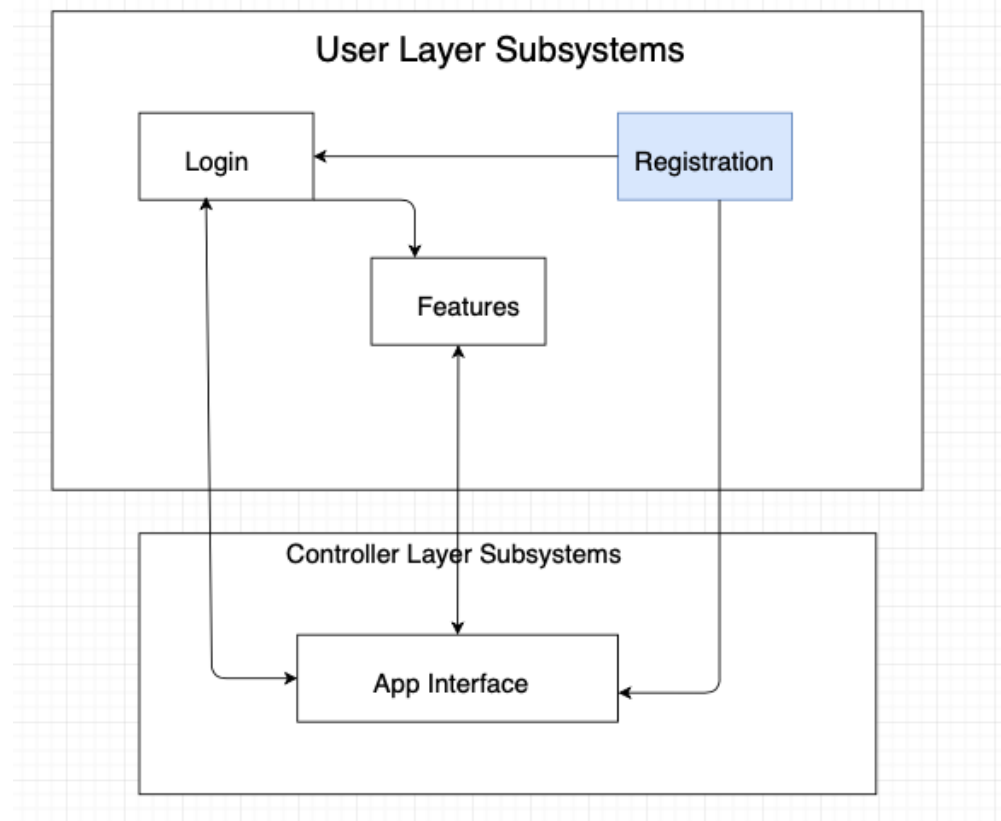 User Layer Subsystems
Login
Registration
Features
Controller Layer Subsystems
App Interface